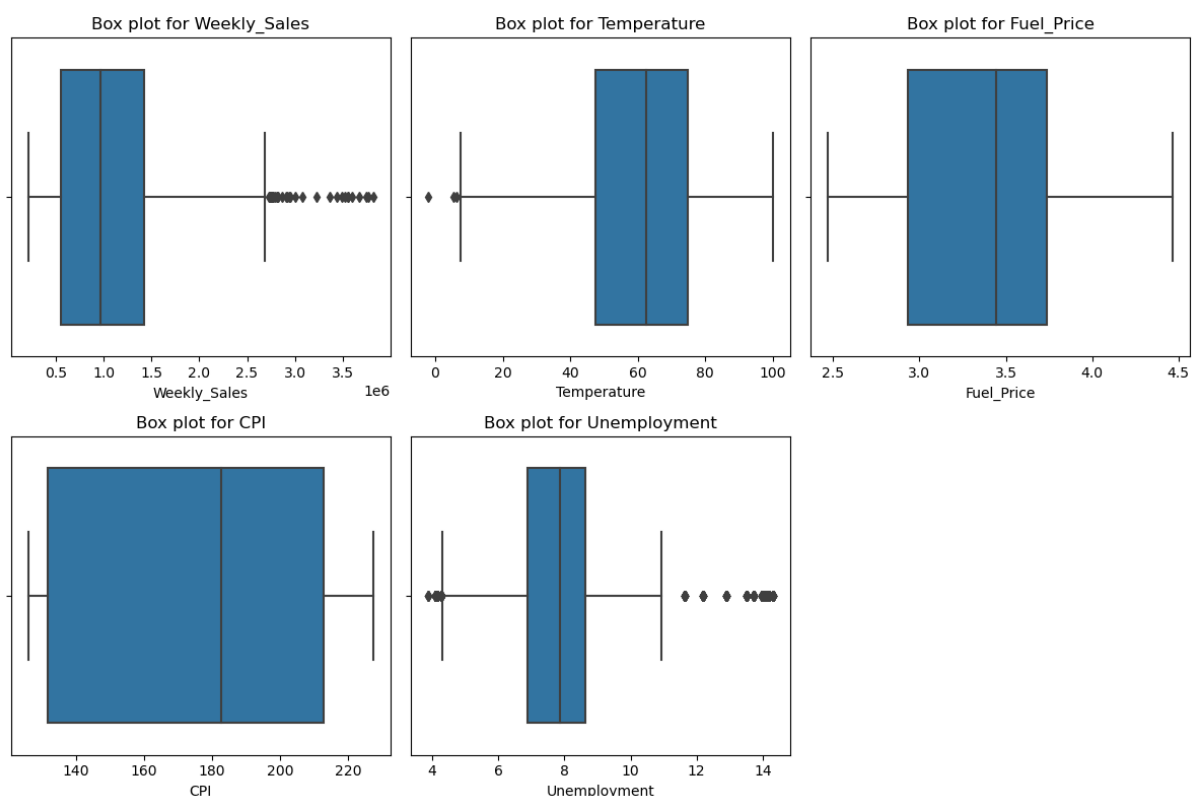 Box plot for Weekly_Sales
0.5 1.0 1.5 2.0 2.5 3.0 3.5
1e6
Weekly_Sales
Box plot for Temperature
0 20 40 60 80 100
Temperature
Box plot for Fuel_Price
2.5 3.0 3.5 4.0 4.5
Fuel_Price
Box plot for CPI
140 160 180 200 220
CPI
Box plot for Unemployment
4 6 8 10 12 14
Unemployment